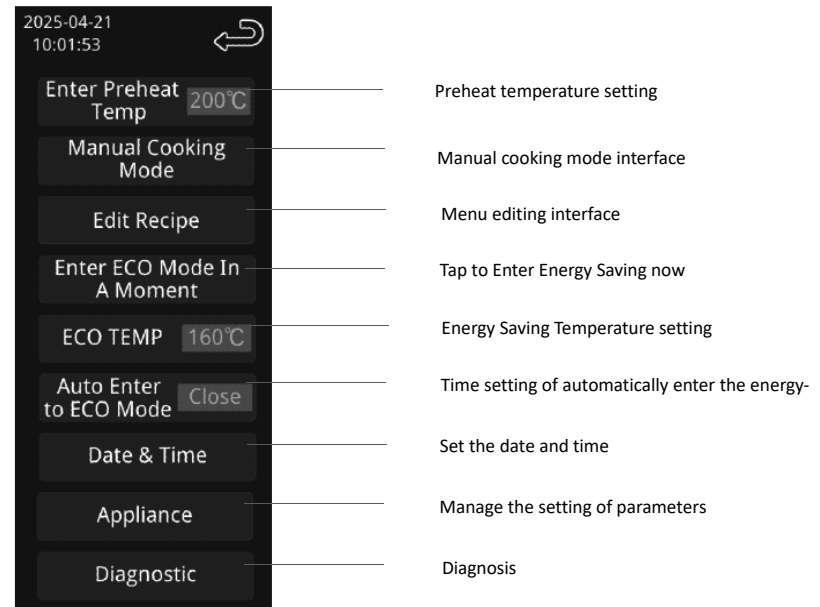 2025-04-21
10:01:53
Enter Preheat
Temp
200℃
Preheat temperature setting
Manual Cooking
Mode
Manual cooking mode interface
Edit Recipe
Menu editing interface
Enter ECO Mode In
A Moment
Tap to Enter Energy Saving now
ECO TEMP
160℃
Energy Saving Temperature setting
Auto Enter
to ECO Mode
Close
Time setting of automatically enter the energy-
Date & Time
Set the date and time
Appliance
Manage the setting of parameters
Diagnostic
Diagnosis